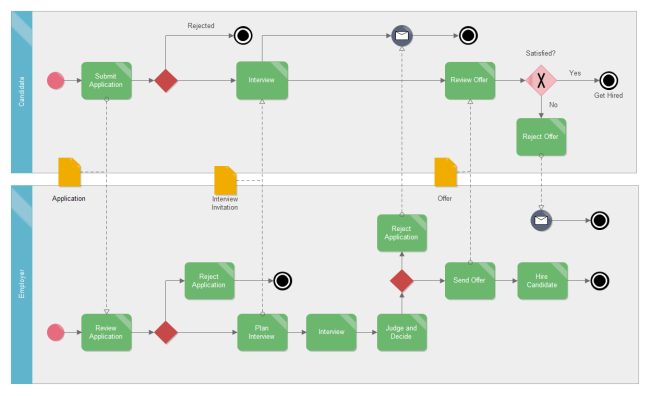 Candidate
Rejected
Submit
Application
Interview
Review Offer
Satisfied?
Yes
No
Get Hired
Reject Offer
Application
Interview
Invitation
Offer
Employer
Reject
Application
Reject
Application
Send Offer
Hire
Candidate
Review
Application
Plan
Interview
Interview
Judge and
Decide